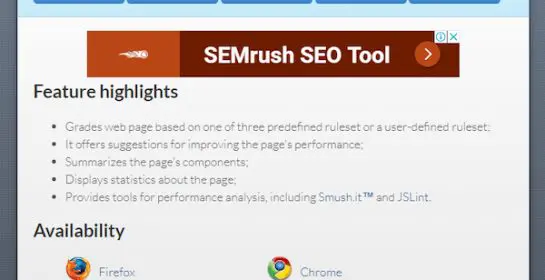 SEMrush SEO Tool
Feature highlights
Grades web page based on one of three predefined ruleset or a user-defined ruleset;
It offers suggestions for improving the page's performance;
Summarizes the page's components;
Displays statistics about the page;
Provides tools for performance analysis, including Smush.it™ and JSLint.
Availability
Firefox Chrome